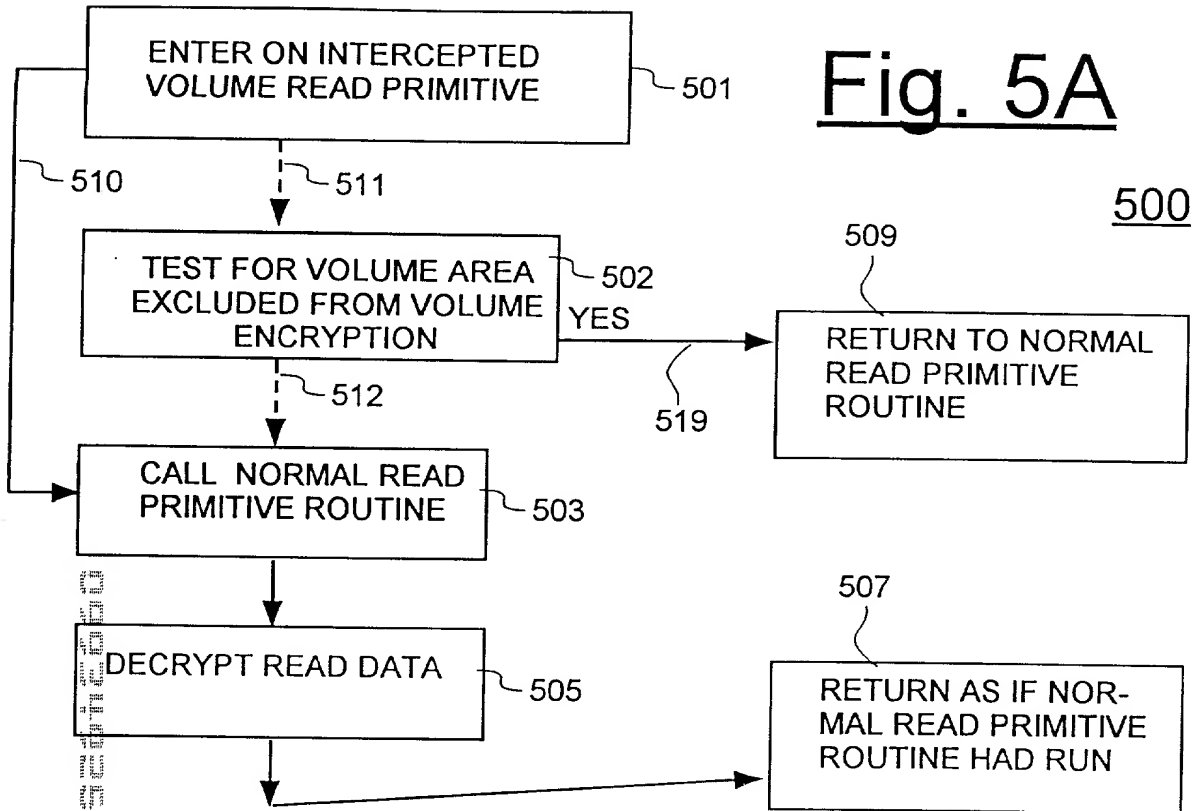 Fig. 5A
500
ENTER ON INTERCEPTED
VOLUME READ PRIMITIVE
501
510
511
TEST FOR VOLUME AREA
EXCLUDED FROM VOLUME
ENCRYPTION
502
YES
519
509
RETURN TO NORMAL
READ PRIMITIVE
ROUTINE
512
CALL NORMAL READ
PRIMITIVE ROUTINE
503
DECRYPT READ DATA
505
507
RETURN AS IF NOR-
MAL READ PRIMITIVE
ROUTINE HAD RUN